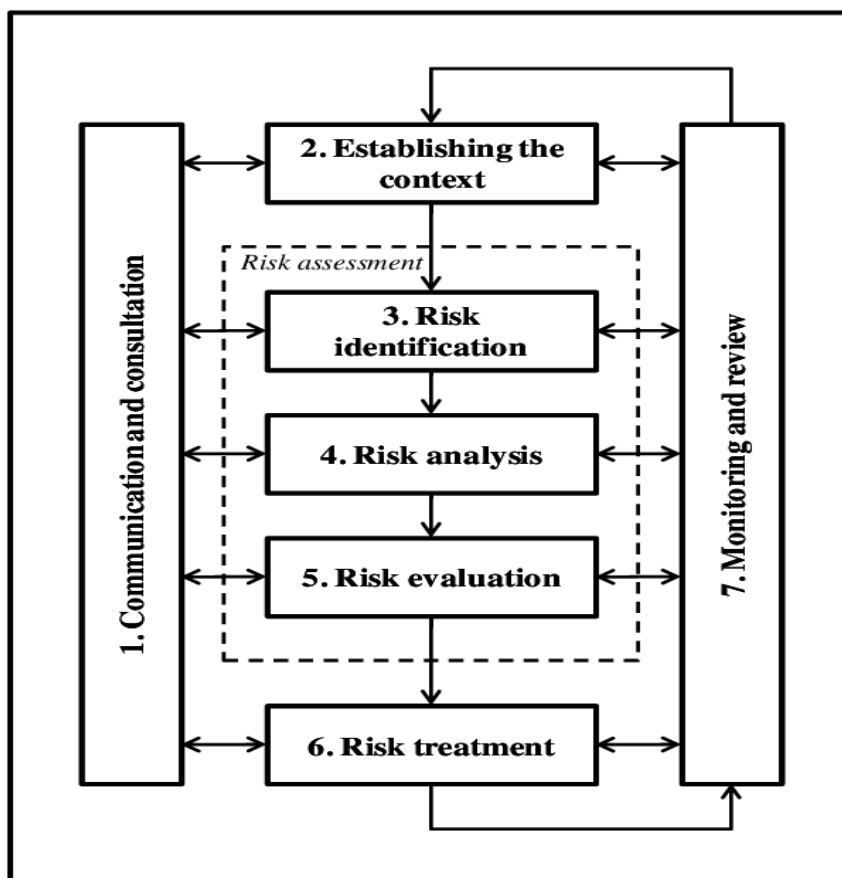 1. Communication and consultation
2. Establishing the
context
Risk assessment
3. Risk
identification
4. Risk analysis
5. Risk evaluation
6. Risk treatment
7. Monitoring and review